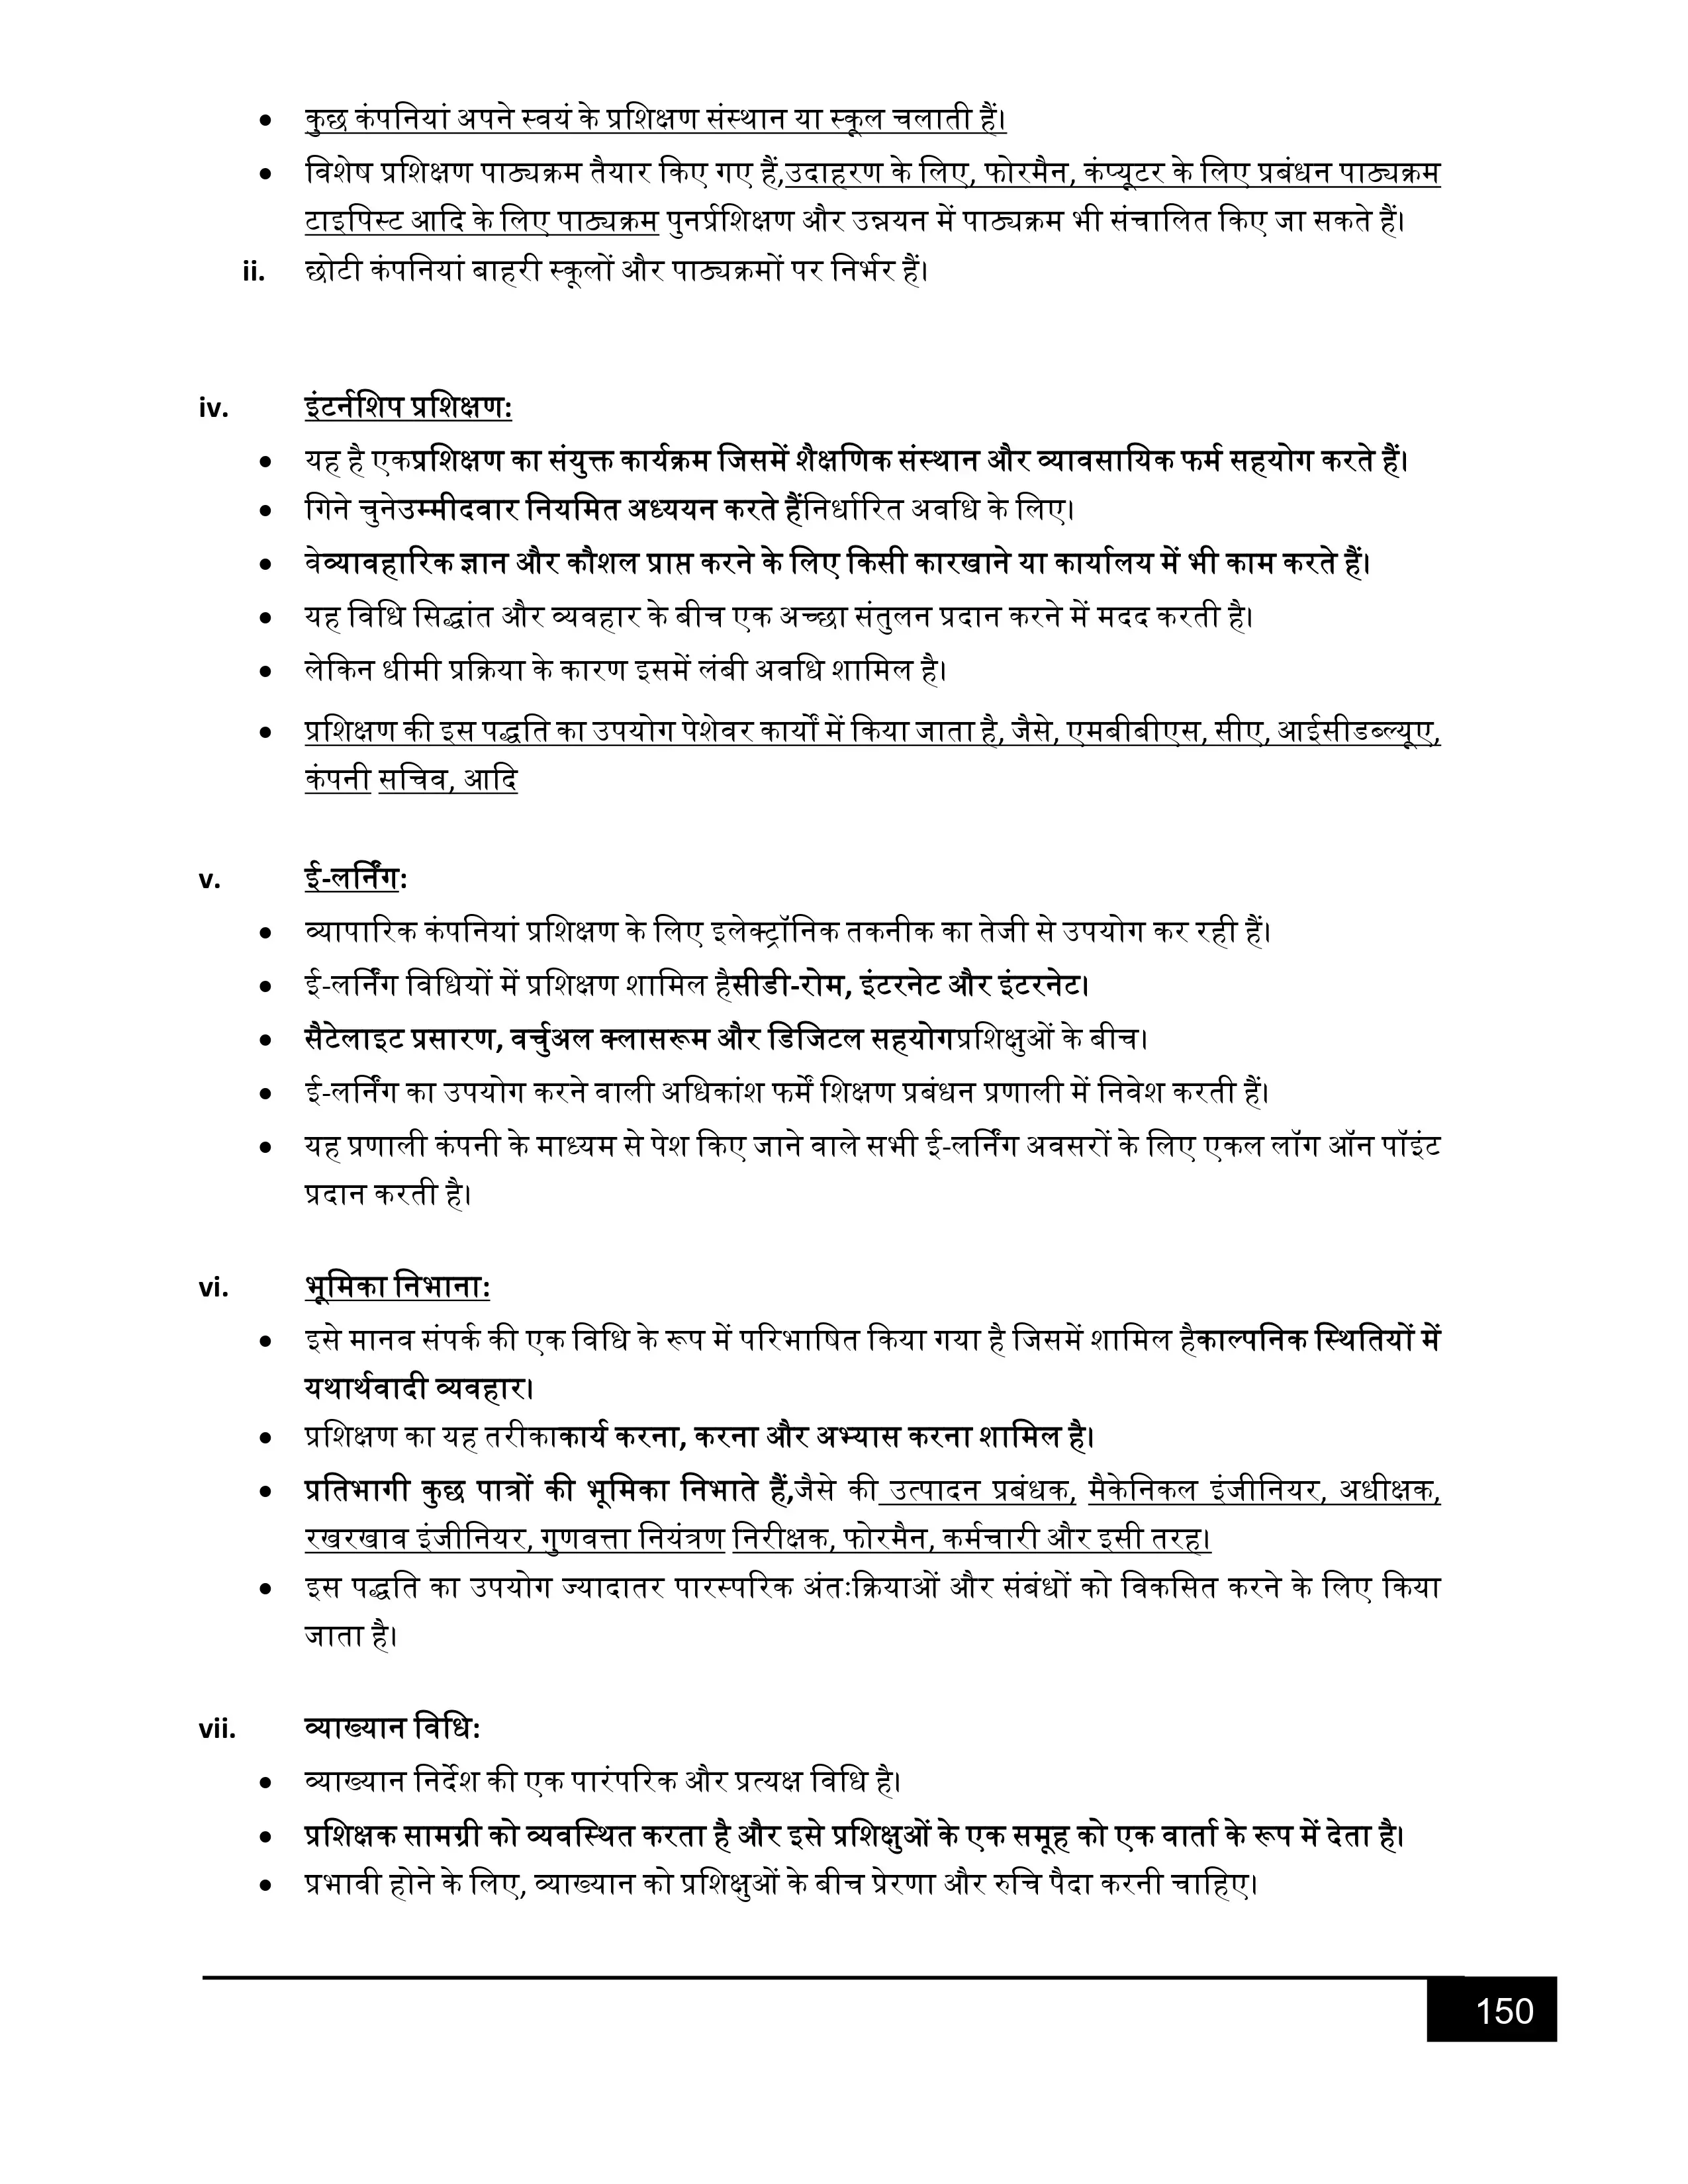 • कुछ कंपनियां अपने स्वयं के प्रशिक्षण संस्थान या स्कूल चलाती हैं।
• विशेष प्रशिक्षण पाठ्यक्रम तैयार किए गए हैं,उदाहरण के लिए, फोरमैन, कंप्यूटर के लिए प्रबंधन पाठ्यक्रम
टाइपिस्ट आदि के लिए पाठ्यक्रम पुनर्प्रशिक्षण और उन्नयन में पाठ्यक्रम भी संचालित किए जा सकते हैं।
ii. छोटी कंपनियां बाहरी स्कूलों और पाठ्यक्रमों पर निर्भर हैं।
iv. इंटर्नशिप प्रशिक्षण:
• यह है एकप्रशिक्षण का संयुक्त कार्यक्रम जिसमें शैक्षणिक संस्थान और व्यावसायिक फर्म सहयोग करते हैं।
• गिने चुनेउम्मीदवार नियमित अध्ययन करते हैंनिर्धारित अवधि के लिए।
• वेव्यावहारिक ज्ञान और कौशल प्राप्त करने के लिए किसी कारखाने या कार्यालय में भी काम करते हैं।
• यह विधि सिद्धांत और व्यवहार के बीच एक अच्छा संतुलन प्रदान करने में मदद करती है।
• लेकिन धीमी प्रक्रिया के कारण इसमें लंबी अवधि शामिल है।
• प्रशिक्षण की इस पद्धति का उपयोग पेशेवर कार्यों में किया जाता है, जैसे, एमबीबीएस, सीए, आईसीडब्ल्यूए,
कंपनी सचिव, आदि
v. ई-लर्निंग:
• व्यापारिक कंपनियां प्रशिक्षण के लिए इलेक्ट्रॉनिक तकनीक का तेजी से उपयोग कर रही हैं।
• ई-लर्निंग विधियों में प्रशिक्षण शामिल हैसीडी-रोम, इंटरनेट और इंटरनेट।
• सैटेलाइट प्रसारण, वर्चुअल क्लासरूम और डिजिटल सहयोगप्रशिक्षुओं के बीच।
• ई-लर्निंग का उपयोग करने वाली अधिकांश फर्में शिक्षण प्रबंधन प्रणाली में निवेश करती हैं।
• यह प्रणाली कंपनी के माध्यम से पेश किए जाने वाले सभी ई-लर्निंग अवसरों के लिए एकल लॉग ऑन पॉइंट
प्रदान करती है।
vi. भूमिका निभाना:
• इसे मानव संपर्क की एक विधि के रूप में परिभाषित किया गया है जिसमें शामिल हैकाल्पनिक स्थितियों में
यथार्थवादी व्यवहार।
• प्रशिक्षण का यह तरीकाकार्य करना, करना और अभ्यास करना शामिल है।
• प्रतिभागी कुछ पात्रों की भूमिका निभाते हैं,जैसे की उत्पादन प्रबंधक, मैकेनिकल इंजीनियर, अधीक्षक,
रखरखाव इंजीनियर, गुणवत्ता नियंत्रण निरीक्षक, फोरमैन, कर्मचारी और इसी तरह।
• इस पद्धति का उपयोग ज्यादातर पारस्परिक अंतःक्रियाओं और संबंधों को विकसित करने के लिए किया
जाता है।
vii. व्याख्यान विधि:
• व्याख्यान निर्देश की एक पारंपरिक और प्रत्यक्ष विधि है।
• प्रशिक्षक सामग्री को व्यवस्थित करता है और इसे प्रशिक्षुओं के एक समूह को एक वार्ता के रूप में देता है।
• प्रभावी होने के लिए, व्याख्यान को प्रशिक्षुओं के बीच प्रेरणा और रुचि पैदा करनी चाहिए।
150